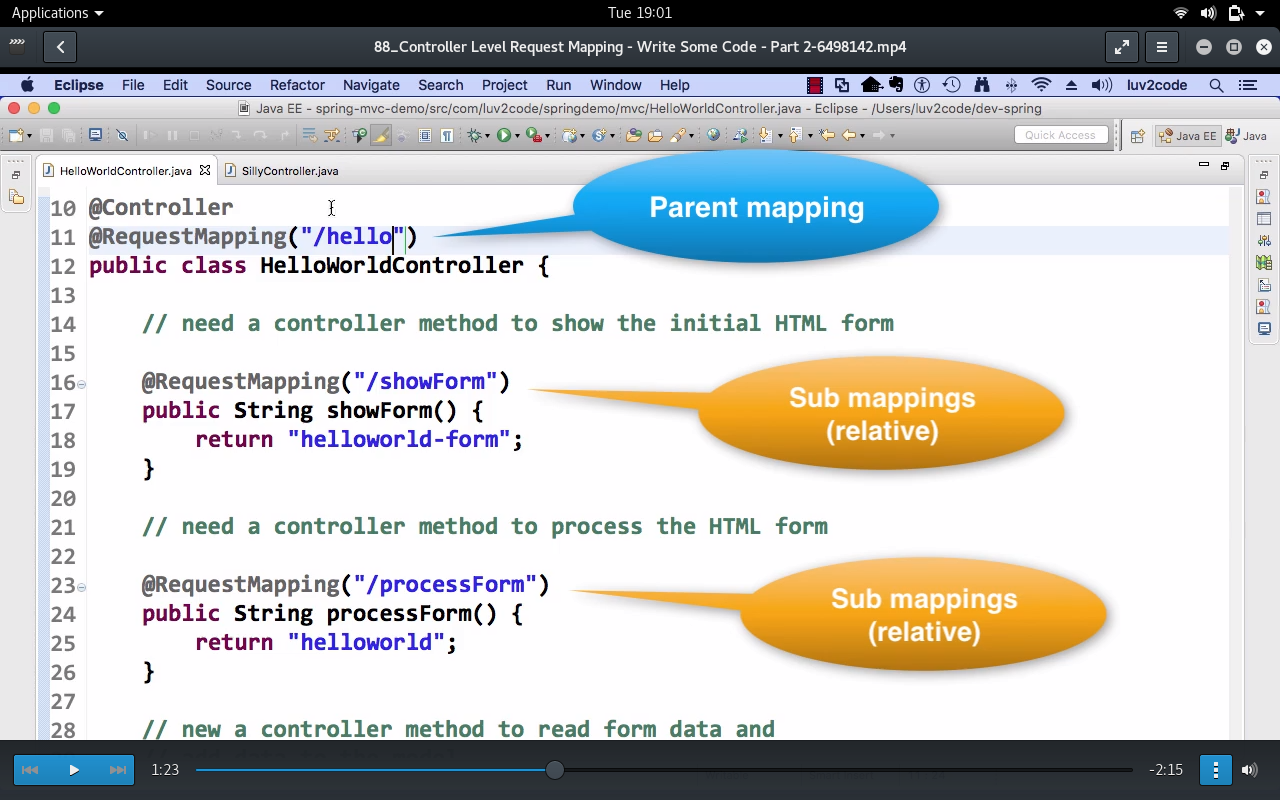 Applications
Tue 19:01
88_Controller Level Request Mapping - Write Some Code - Part 2-6498142.mp4
Eclipse File Edit Source Refactor Navigate Search Project Run Window Help luv2code
Java EE - spring-mvc-demo/src/com/luv2code/springdemo/mvc/HelloWorldController.java - Eclipse - /Users/luv2code/dev-spring
Quick Access Java EE Java
HelloWorldController.java SillyController.java
10 @Controller
11 @RequestMapping("/hello")
12 public class HelloWorldController {
13
14 // need a controller method to show the initial HTML form
15
16 @RequestMapping("/showForm")
17 public String showForm() {
18 return "helloworld-form";
19 }
20
21 // need a controller method to process the HTML form
22
23 @RequestMapping("/processForm")
24 public String processForm() {
25 return "helloworld";
26 }
27
28 // new a controller method to read form data and
Parent mapping
Sub mappings
(relative)
Sub mappings
(relative)
1:23
-2:15